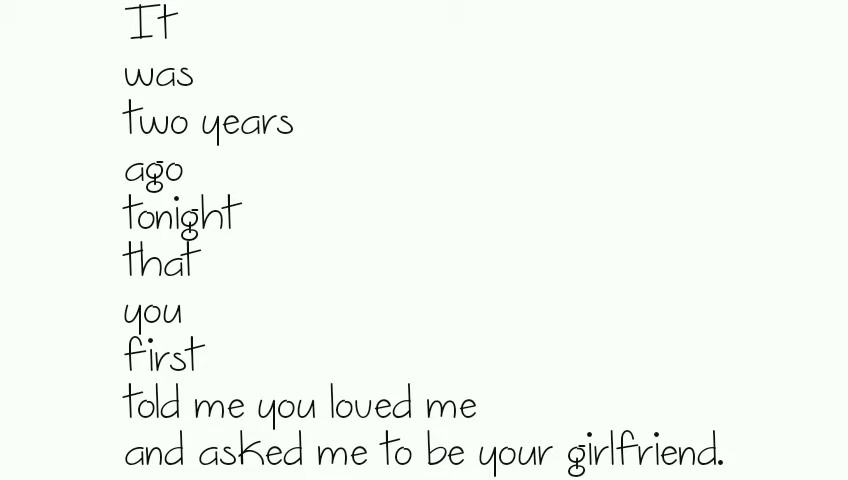 It
was
two years
ago
tonight
that
you
first
told me you loved me
and asked me to be your girlfriend.